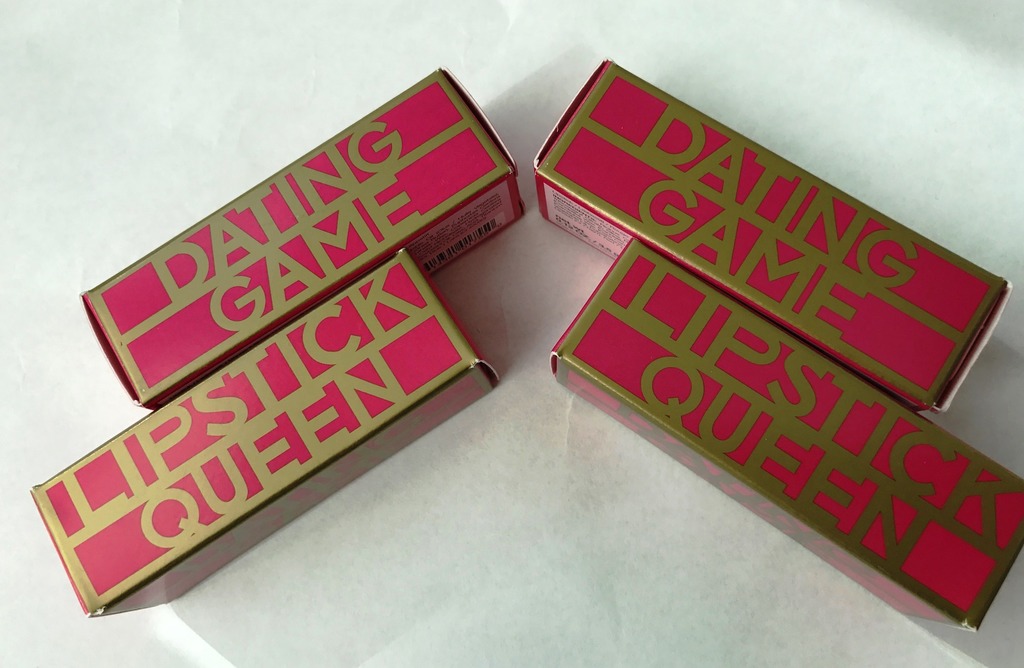 DATING
GAME
LIPSTICK
QUEEN
DATING
GAME
LIPSTICK
QUEEN